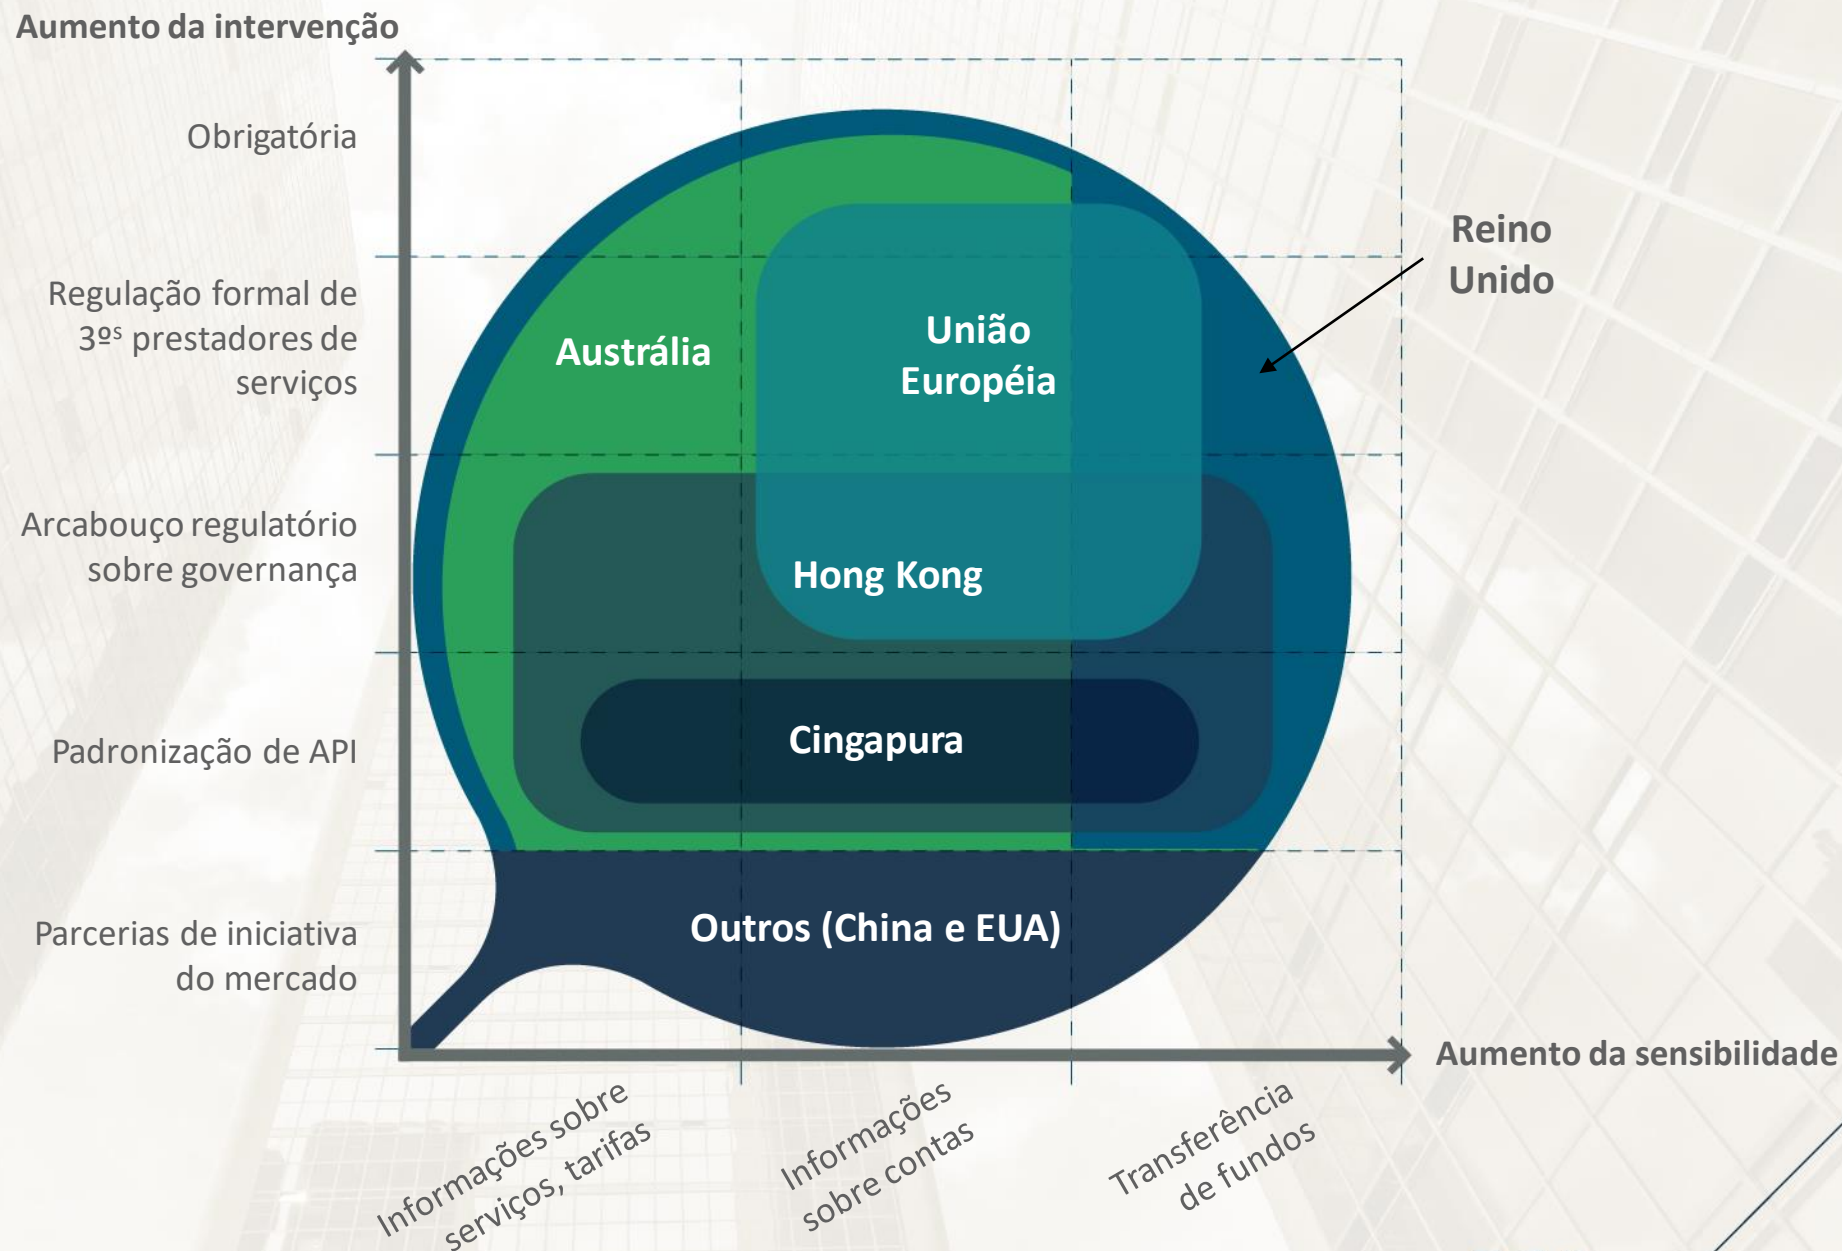 Aumento da intervenção
Obrigatória
Regulação formal de
3ºˢ prestadores de
serviços
Arcabouço regulatório
sobre governança
Padronização de API
Parcerias de iniciativa
do mercado
Austrália
União
Européia
Reino
Unido
Hong Kong
Cingapura
Outros (China e EUA)
Aumento da sensibilidade
Informações sobre
serviços, tarifas
Informações
sobre contas
Transferência
de fundos